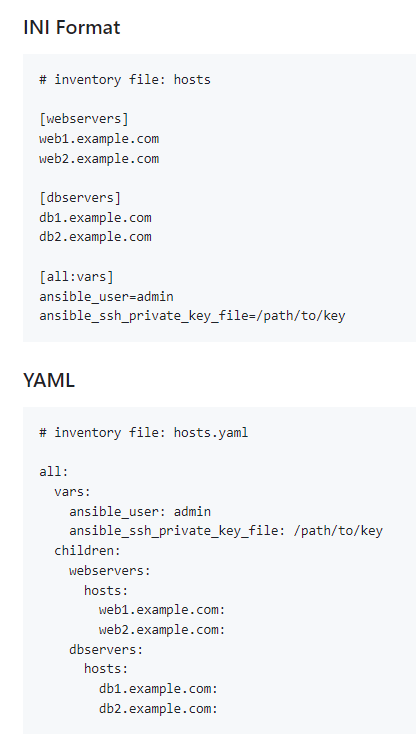 INI Format
# inventory file: hosts
[webservers]
web1.example.com
web2.example.com
[dbservers]
db1.example.com
db2.example.com
[all:vars]
ansible_user=admin
ansible_ssh_private_key_file=/path/to/key
YAML
# inventory file: hosts.yaml
all:
  vars:
    ansible_user: admin
    ansible_ssh_private_key_file: /path/to/key
  children:
    webservers:
      hosts:
        web1.example.com:
        web2.example.com:
    dbservers:
      hosts:
        db1.example.com:
        db2.example.com: